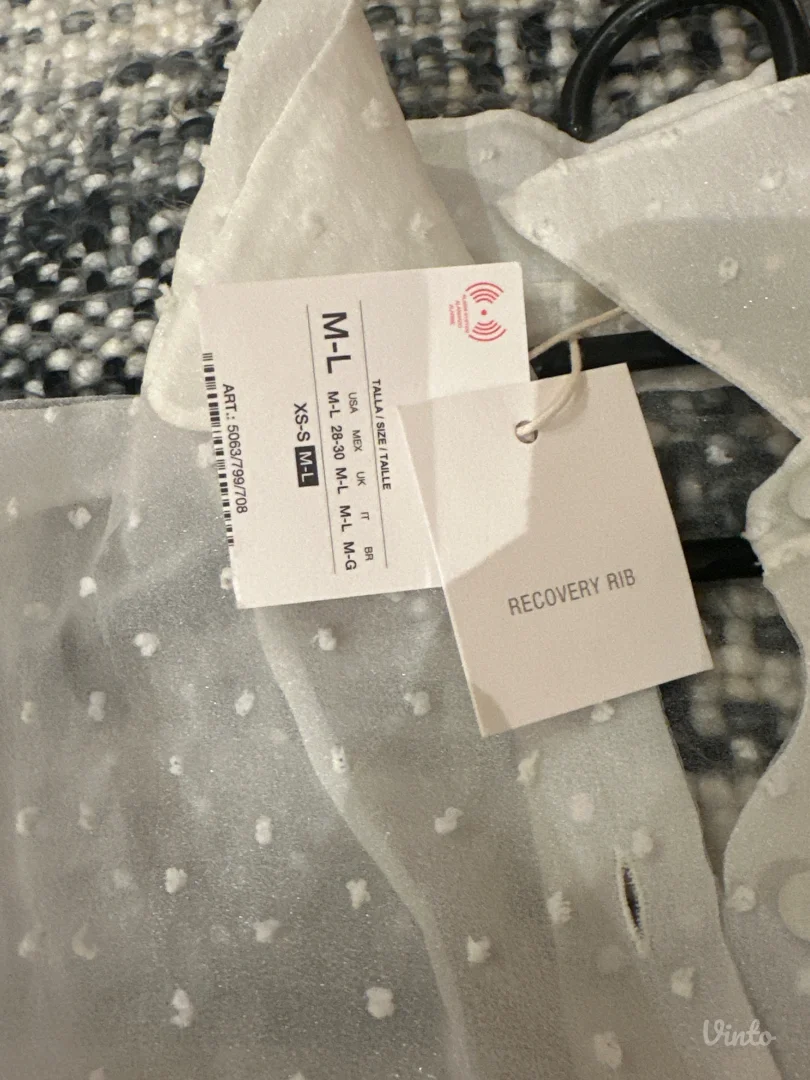 TALLA / SIZE / TAILLE
USA MEX UK IT BR
M-L M-L 28-30 M-L M-L M-G
XS-S M-L
ART.: 5063/799/708
RECOVERY RIB
Vinto